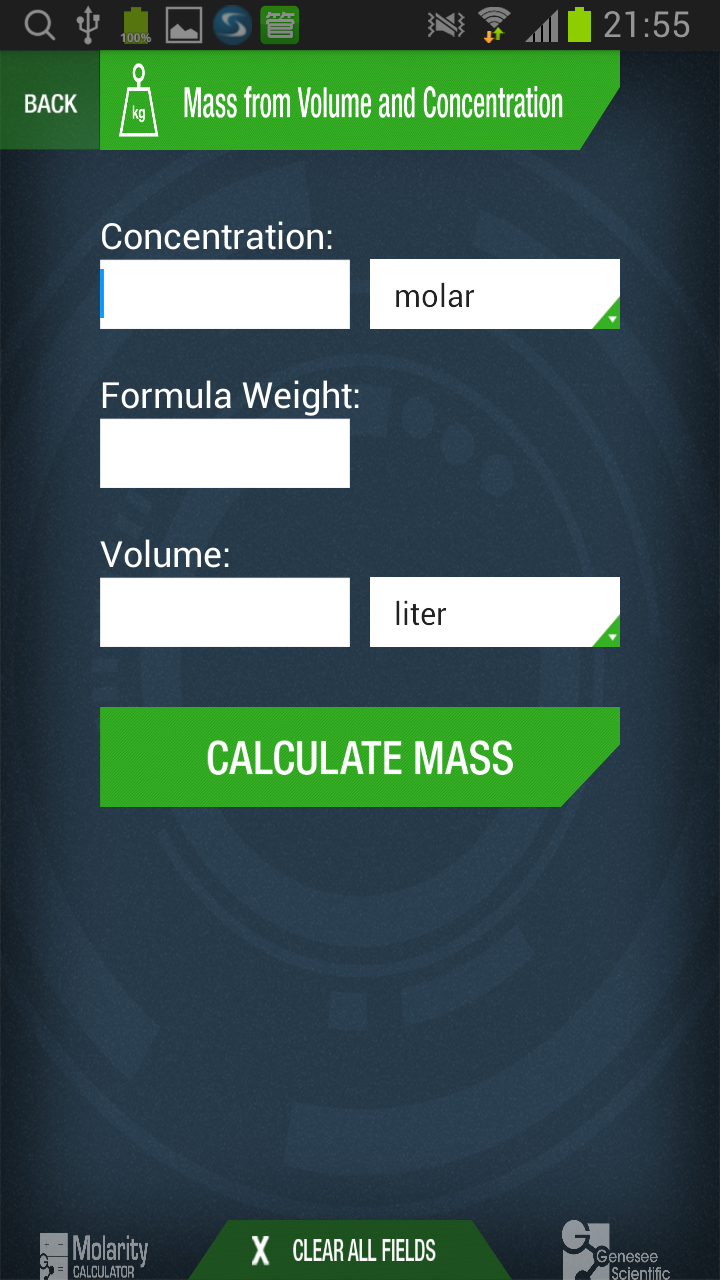 100%
管
21:55
BACK
kg
Mass from Volume and Concentration
Concentration:
molar
Formula Weight:
Volume:
liter
CALCULATE MASS
Molarity
CALCULATOR
X CLEAR ALL FIELDS
Genesee
Scientific